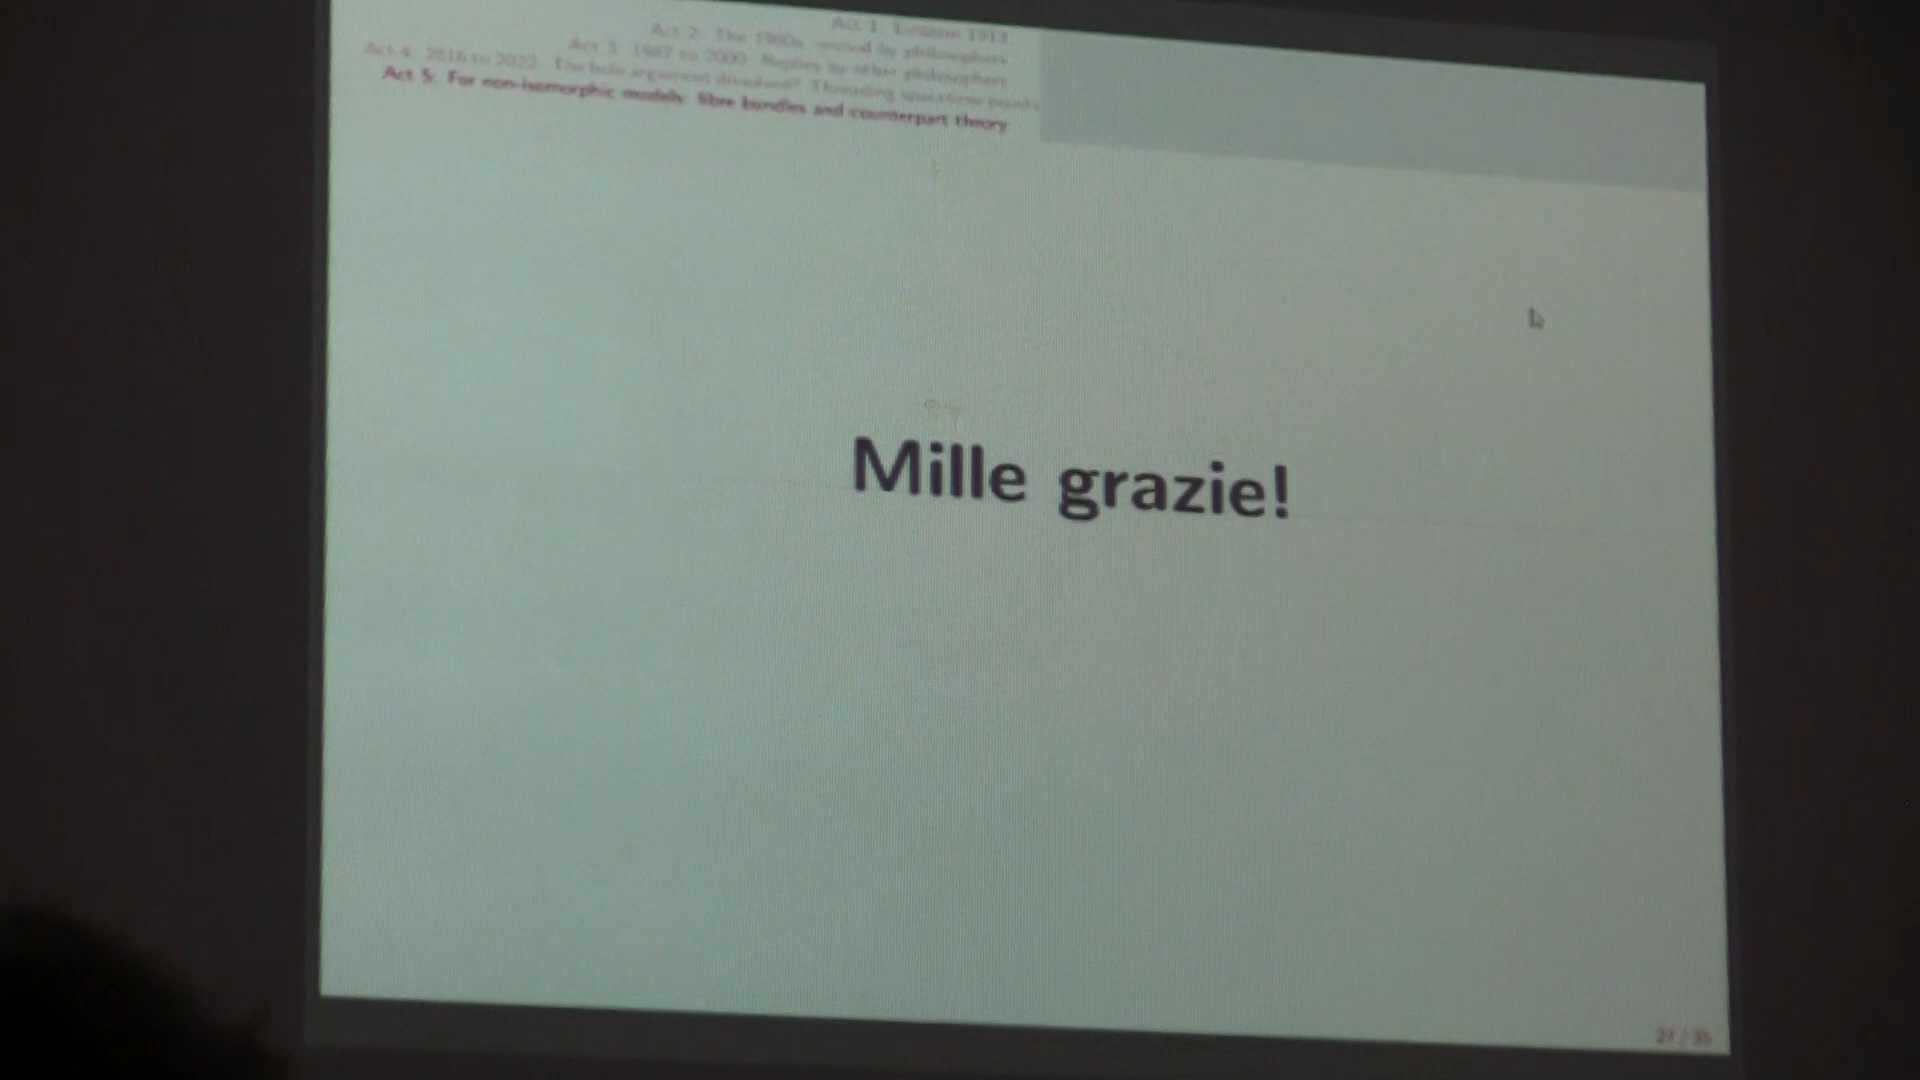 Act 1: Einstein 1913
Act 2: The 1980s, revival by philosophers
Act 3: 1987 to 2000: Replies by other philosophers
Act 4: 2016 to 2022: The hole argument dissolved? Threading spacetime points
Act 5: For non-isomorphic models: fibre bundles and counterpart theory
Mille grazie!
27 / 35